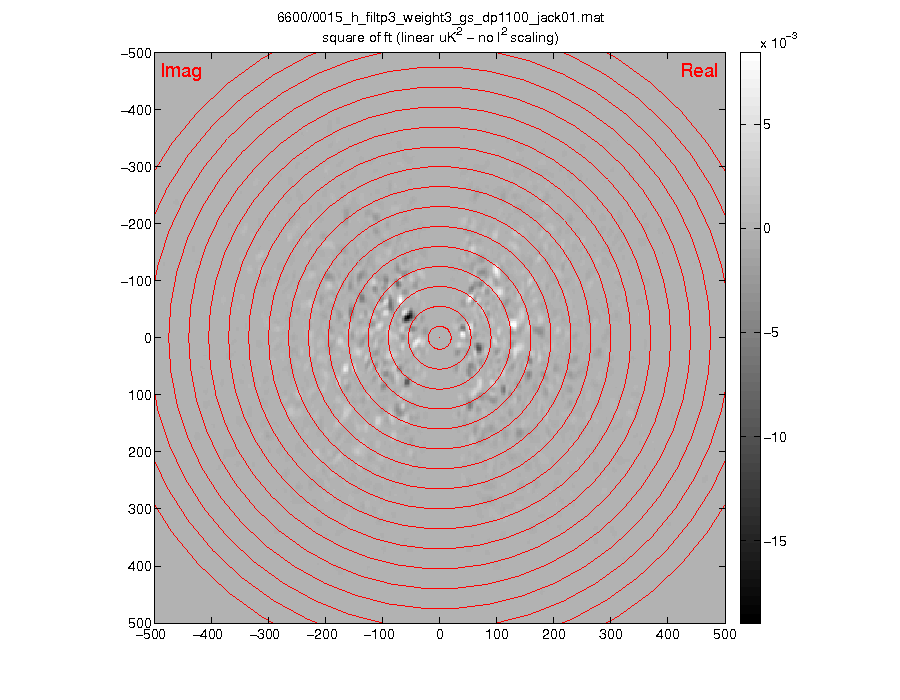 6600/0015_h_filtp3_weight3_gs_dp1100_jack01.mat
square of ft (linear uK² − no l² scaling)
Imag
Real
x 10⁻³
−500
−400
−300
−200
−100
0
100
200
300
400
500
−500 −400 −300 −200 −100 0 100 200 300 400 500
5
0
−5
−10
−15